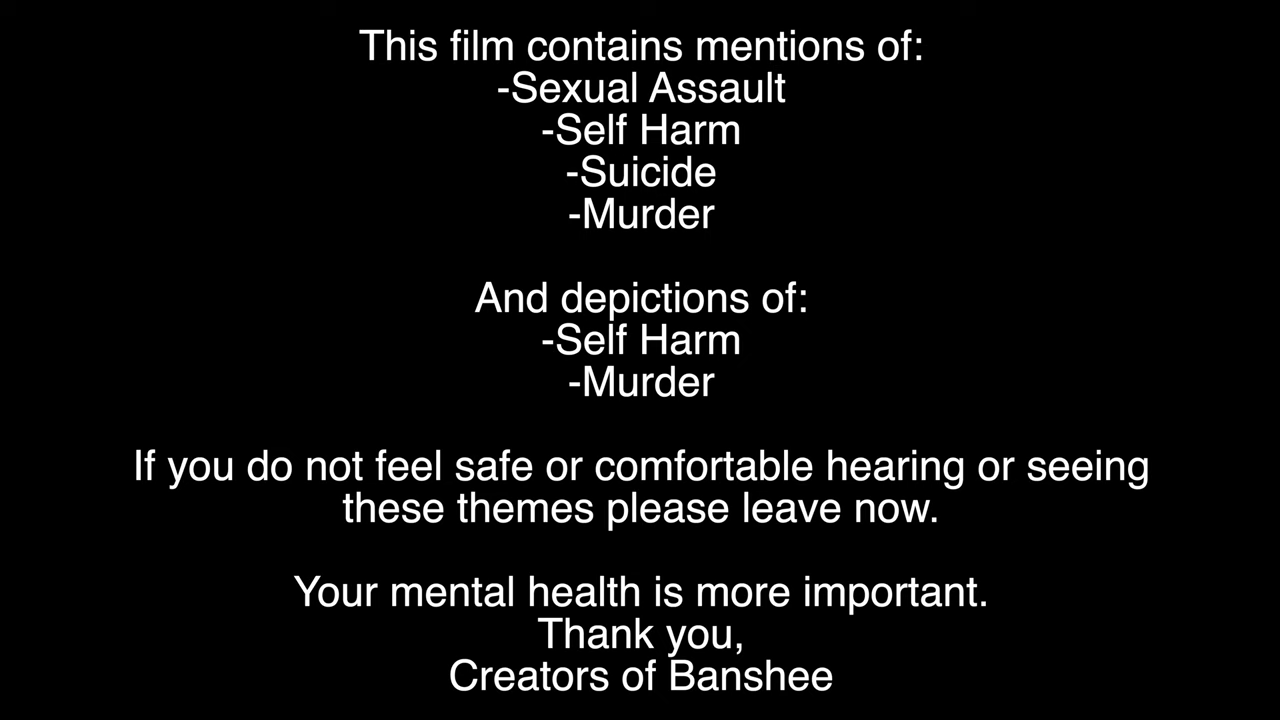 This film contains mentions of:
-Sexual Assault
-Self Harm
-Suicide
-Murder
And depictions of:
-Self Harm
-Murder
If you do not feel safe or comfortable hearing or seeing
these themes please leave now.
Your mental health is more important.
Thank you,
Creators of Banshee